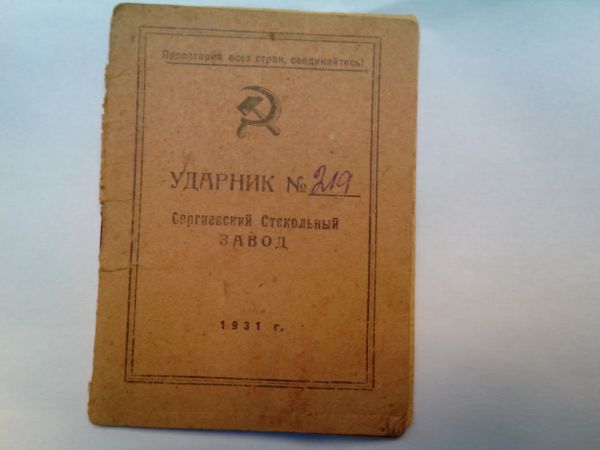 Пролетарии всех стран, соединяйтесь!
УДАРНИК № 219
Сергиевский Стекольный
ЗАВОД
1931 г.